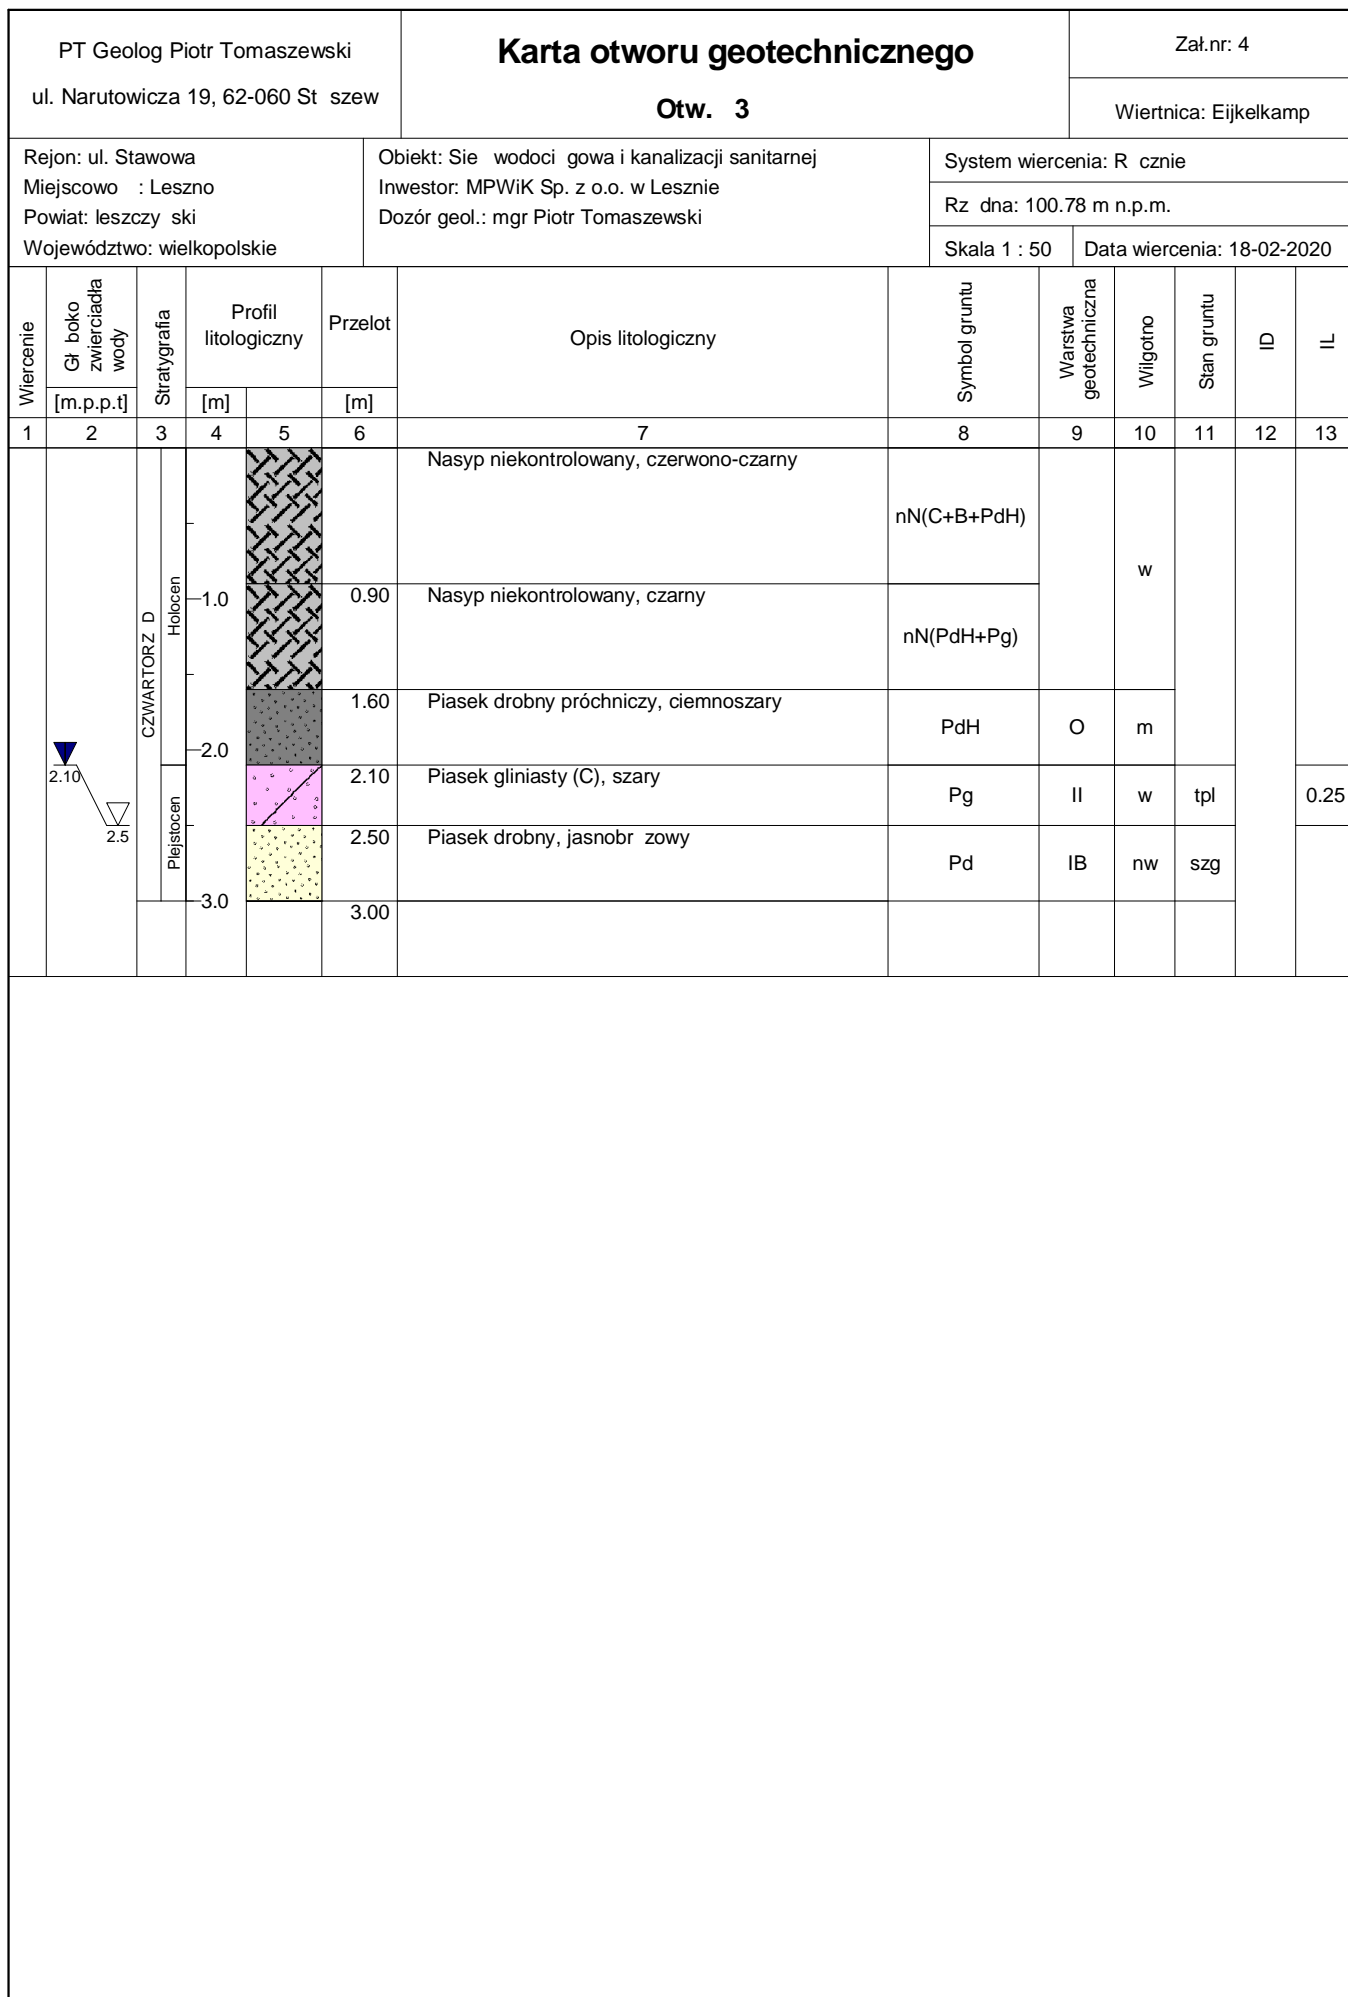 PT Geolog Piotr Tomaszewski
ul. Narutowicza 19, 62-060 St szew
Karta otworu geotechnicznego
Otw. 3
Zał.nr: 4
Wiertnica: Eijkelkamp
Rejon: ul. Stawowa
Miejscowo : Leszno
Powiat: leszczy ski
Województwo: wielkopolskie
Obiekt: Sie wodoci gowa i kanalizacji sanitarnej
Inwestor: MPWiK Sp. z o.o. w Lesznie
Dozór geol.: mgr Piotr Tomaszewski
System wiercenia: R cznie
Rz dna: 100.78 m n.p.m.
Skala 1 : 50
Data wiercenia: 18-02-2020
Wiercenie
Gł boko
zwierciadła
wody
[m.p.p.t]
Stratygrafia
Profil
litologiczny
[m]
Przelot
[m]
Opis litologiczny
Symbol gruntu
Warstwa
geotechniczna
Wilgotno
Stan gruntu
ID
IL
1 2 3 4 5 6 7 8 9 10 11 12 13
CZWARTORZ D
Holocen
Plejstocen
2.10
2.5
1.0
2.0
3.0
Nasyp niekontrolowany, czerwono-czarny
nN(C+B+PdH)
w
0.90 Nasyp niekontrolowany, czarny
nN(PdH+Pg)
1.60 Piasek drobny próchniczy, ciemnoszary
PdH O m
2.10 Piasek gliniasty (C), szary
Pg II w tpl 0.25
2.50 Piasek drobny, jasnobr zowy
Pd IB nw szg
3.00